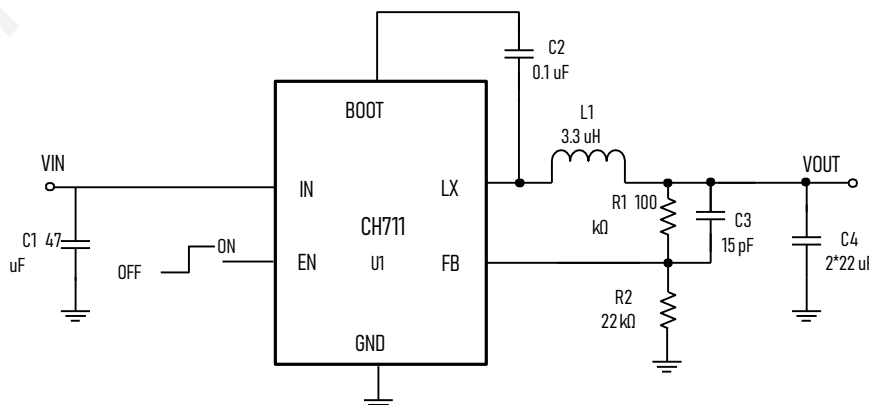 C2
0.1 uF
BOOT
L1
3.3 uH
VIN
VOUT
IN
LX
R1 100
kΩ
C3
15 pF
CH711
C1 47
uF
ON
OFF
EN
U1
FB
C4
2*22 uF
R2
22 kΩ
GND